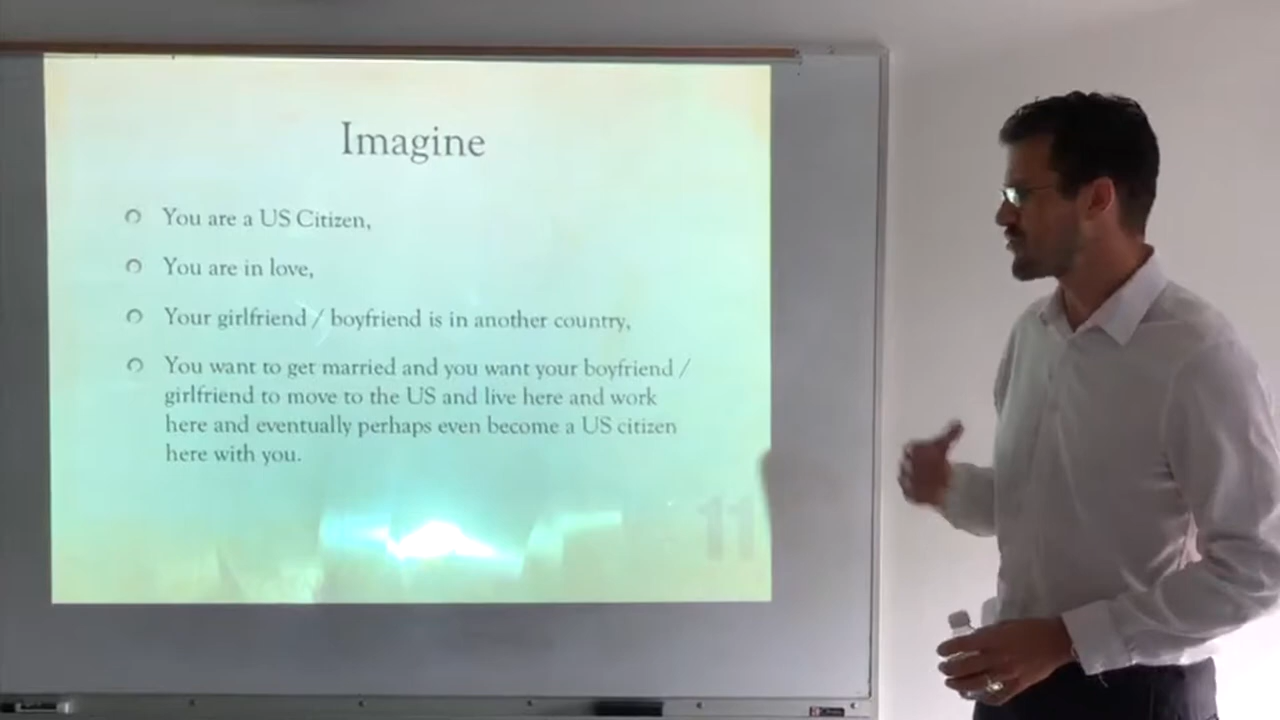 Imagine
You are a US Citizen,
You are in love,
Your girlfriend / boyfriend is in another country,
You want to get married and you want your boyfriend /
girlfriend to move to the US and live here and work
here and eventually perhaps even become a US citizen
here with you.
11